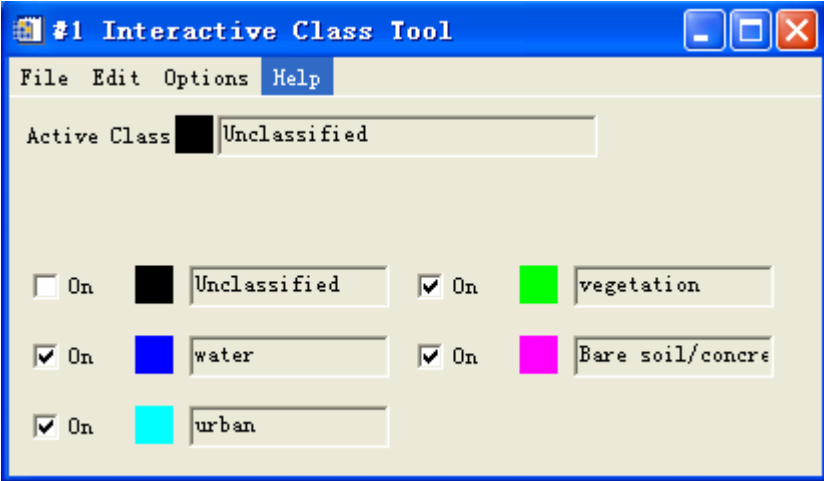 #1 Interactive Class Tool
File Edit Options Help
Active Class Unclassified
On Unclassified On vegetation
On water On Bare soil/concre
On urban